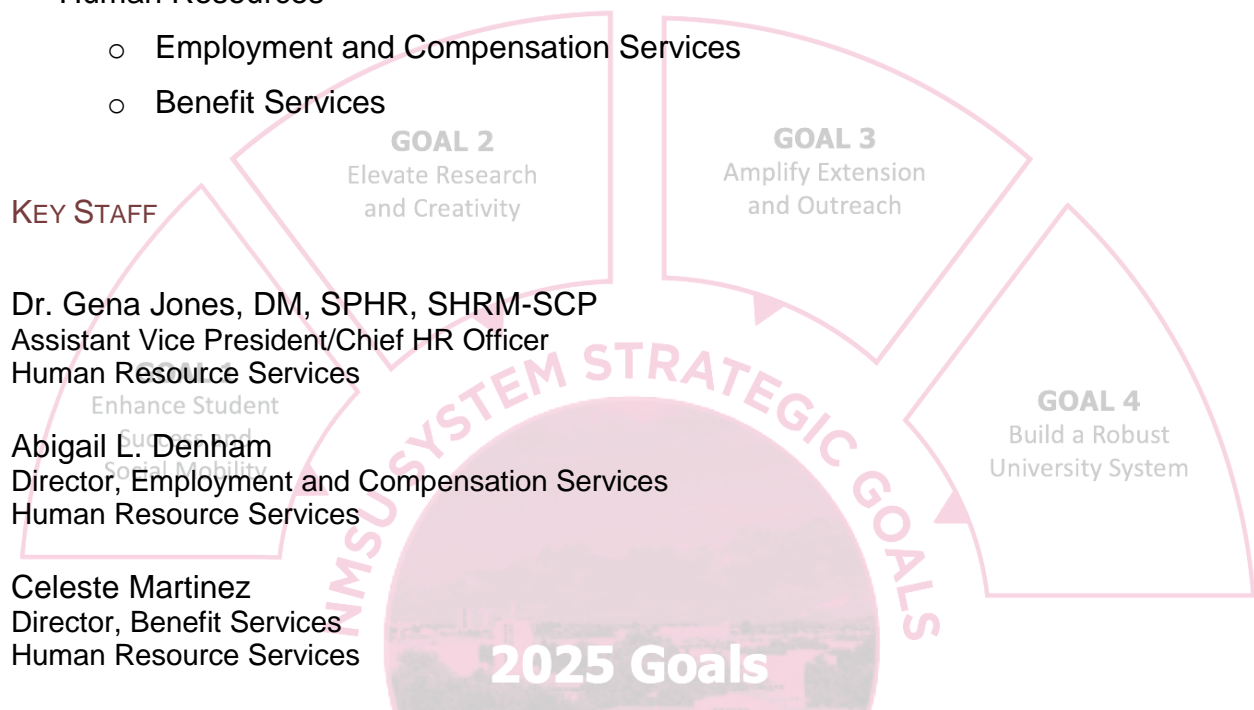 Human Resources
o Employment and Compensation Services
o Benefit Services
GOAL 2
Elevate Research
and Creativity
GOAL 3
Amplify Extension
and Outreach
KEY STAFF
Dr. Gena Jones, DM, SPHR, SHRM-SCP
Assistant Vice President/Chief HR Officer
Human Resource Services
GOAL 1
Enhance Student
Success and
Social Mobility
Abigail L. Denham
Director, Employment and Compensation Services
Human Resource Services
GOAL 4
Build a Robust
University System
Celeste Martinez
Director, Benefit Services
Human Resource Services
NMSU SYSTEM STRATEGIC GOALS
2025 Goals